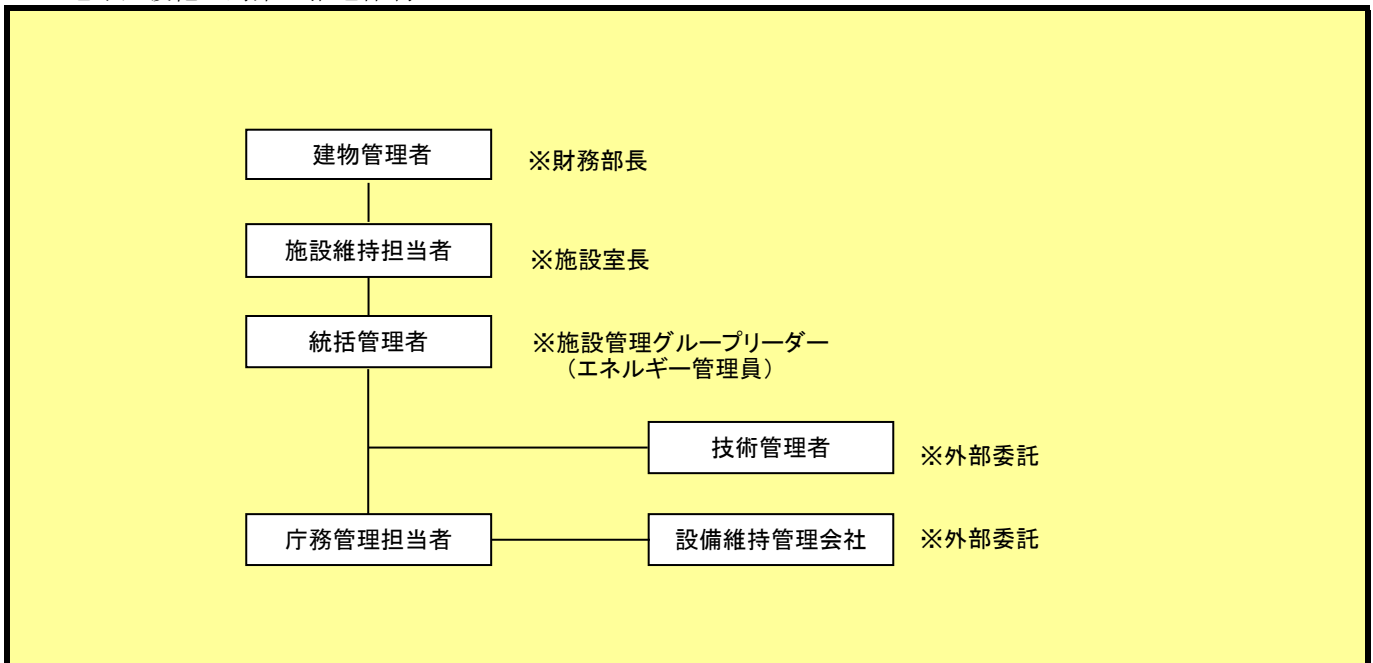 建物管理者
※財務部長
施設維持担当者
※施設室長
統括管理者
※施設管理グループリーダー
（エネルギー管理員）
技術管理者
※外部委託
庁務管理担当者
設備維持管理会社
※外部委託